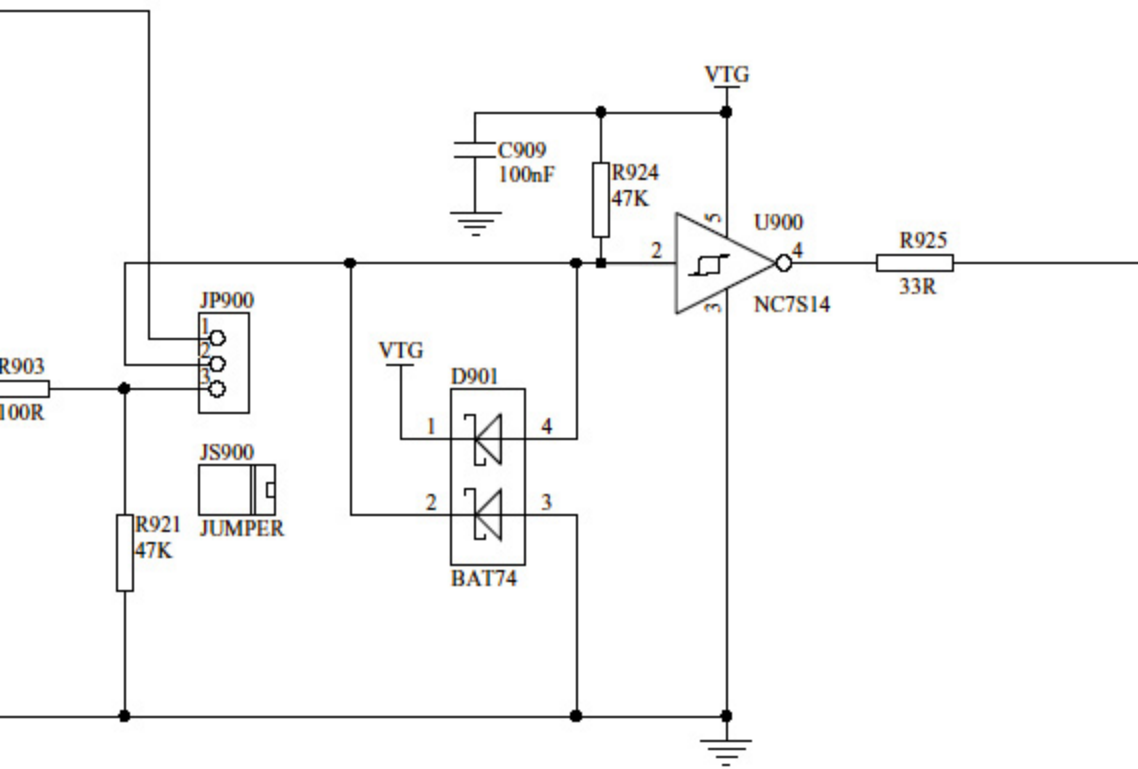 VTG
C909
100nF
R924
47K
5
U900
2
4
R925
33R
3
NC7S14
JP900
1
2
3
R903
100R
VTG
D901
1
4
2
3
BAT74
JS900
JUMPER
R921
47K